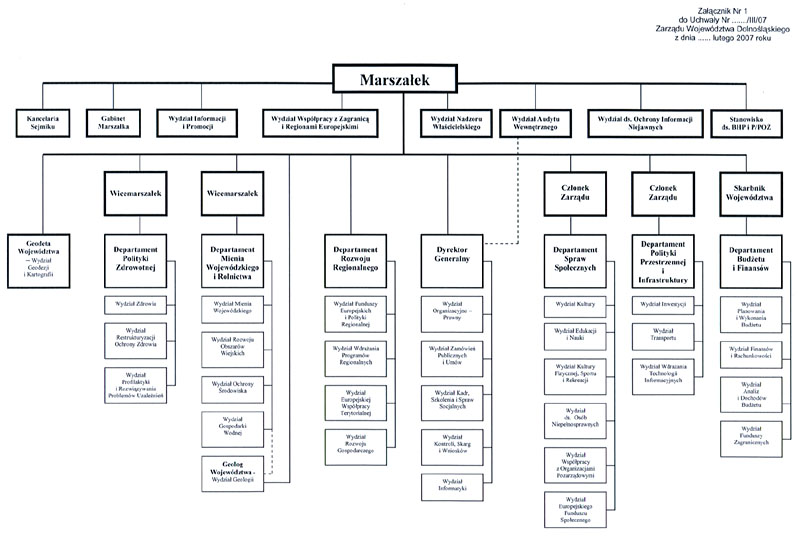 Załącznik Nr 1
do Uchwały Nr ......./III/07
Zarządu Województwa Dolnośląskiego
z dnia ...... lutego 2007 roku
Marszałek
Kancelaria
Sejmiku
Gabinet
Marszałka
Wydział Informacji
i Promocji
Wydział Współpracy z Zagranicą
i Regionami Europejskimi
Wydział Nadzoru
Właścicielskiego
Wydział Audytu
Wewnętrznego
Wydział ds. Ochrony Informacji
Niejawnych
Stanowisko
ds. BHP i P/POŻ
Wicemarszałek
Wicemarszałek
Członek
Zarządu
Członek
Zarządu
Skarbnik
Województwa
Geodeta
Województwa
– Wydział
Geodezji
i Kartografii
Departament
Polityki
Zdrowotnej
Wydział Zdrowia
Wydział
Restrukturyzacji
Ochrony Zdrowia
Wydział
Profilaktyki
i Rozwiązywania
Problemów Uzależnień
Departament
Mienia
Wojewódzkiego
i Rolnictwa
Wydział Mienia
Wojewódzkiego
Wydział Rozwoju
Obszarów
Wiejskich
Wydział Ochrony
Środowiska
Wydział
Gospodarki
Wodnej
Geolog
Województwa -
Wydział Geologii
Departament
Rozwoju
Regionalnego
Wydział Funduszy
Europejskich
i Polityki
Regionalnej
Wydział Wdrażania
Programów
Regionalnych
Wydział
Europejskiej
Współpracy
Terytorialnej
Wydział
Rozwoju
Gospodarczego
Dyrektor
Generalny
Wydział
Organizacyjno –
Prawny
Wydział Zamówień
Publicznych
i Umów
Wydział Kadr,
Szkolenia i Spraw
Socjalnych
Wydział
Kontroli, Skarg
i Wniosków
Wydział
Informatyki
Departament
Spraw
Społecznych
Wydział Kultury
Wydział Edukacji
i Nauki
Wydział Kultury
Fizycznej, Sportu
i Rekreacji
Wydział
ds. Osób
Niepełnosprawnych
Wydział
Współpracy
z Organizacjami
Pozarządowymi
Wydział
Europejskiego
Funduszu
Społecznego
Departament
Polityki
Przestrzennej
i
Infrastruktury
Wydział Inwestycji
Wydział
Transportu
Wydział Wdrażania
Technologii
Informacyjnych
Departament
Budżetu
i Finansów
Wydział
Planowania
i Wykonania
Budżetu
Wydział Finansów
i Rachunkowości
Wydział
Analiz
i Dochodów
Budżetu
Wydział
Funduszy
Zagranicznych